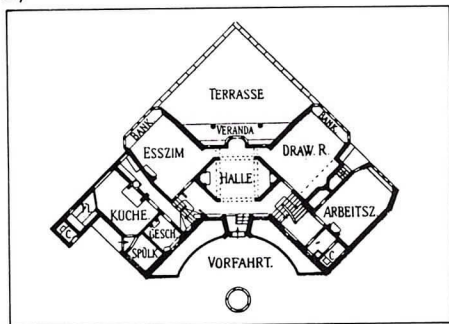 TERRASSE
BANK
BANK
VERANDA
ESSZIM
DRAW. R.
HALLE
KÜCHE
ARBEITSZ.
GESCH
C
SPÜLK
C
VORFAHRT.